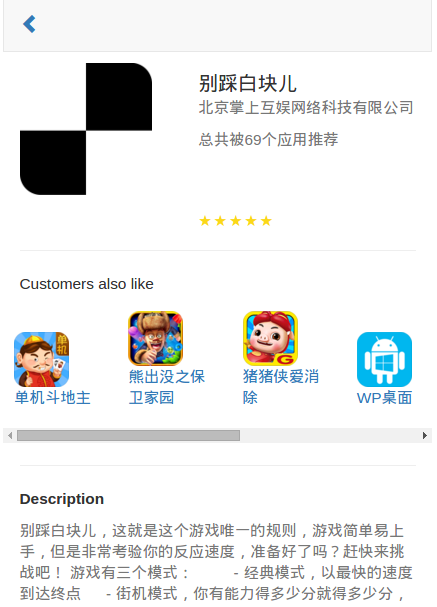 别踩白块儿
北京掌上互娱网络科技有限公司
总共被69个应用推荐
★★★★★
Customers also like
单机
单机斗地主
熊出没之保
卫家园
G
猪猪侠爱消
除
WP桌面
Description
别踩白块儿，这就是这个游戏唯一的规则，游戏简单易上
手，但是非常考验你的反应速度，准备好了吗？赶快来挑
战吧！ 游戏有三个模式： - 经典模式，以最快的速度
到达终点 - 街机模式，你有能力得多少分就得多少分，